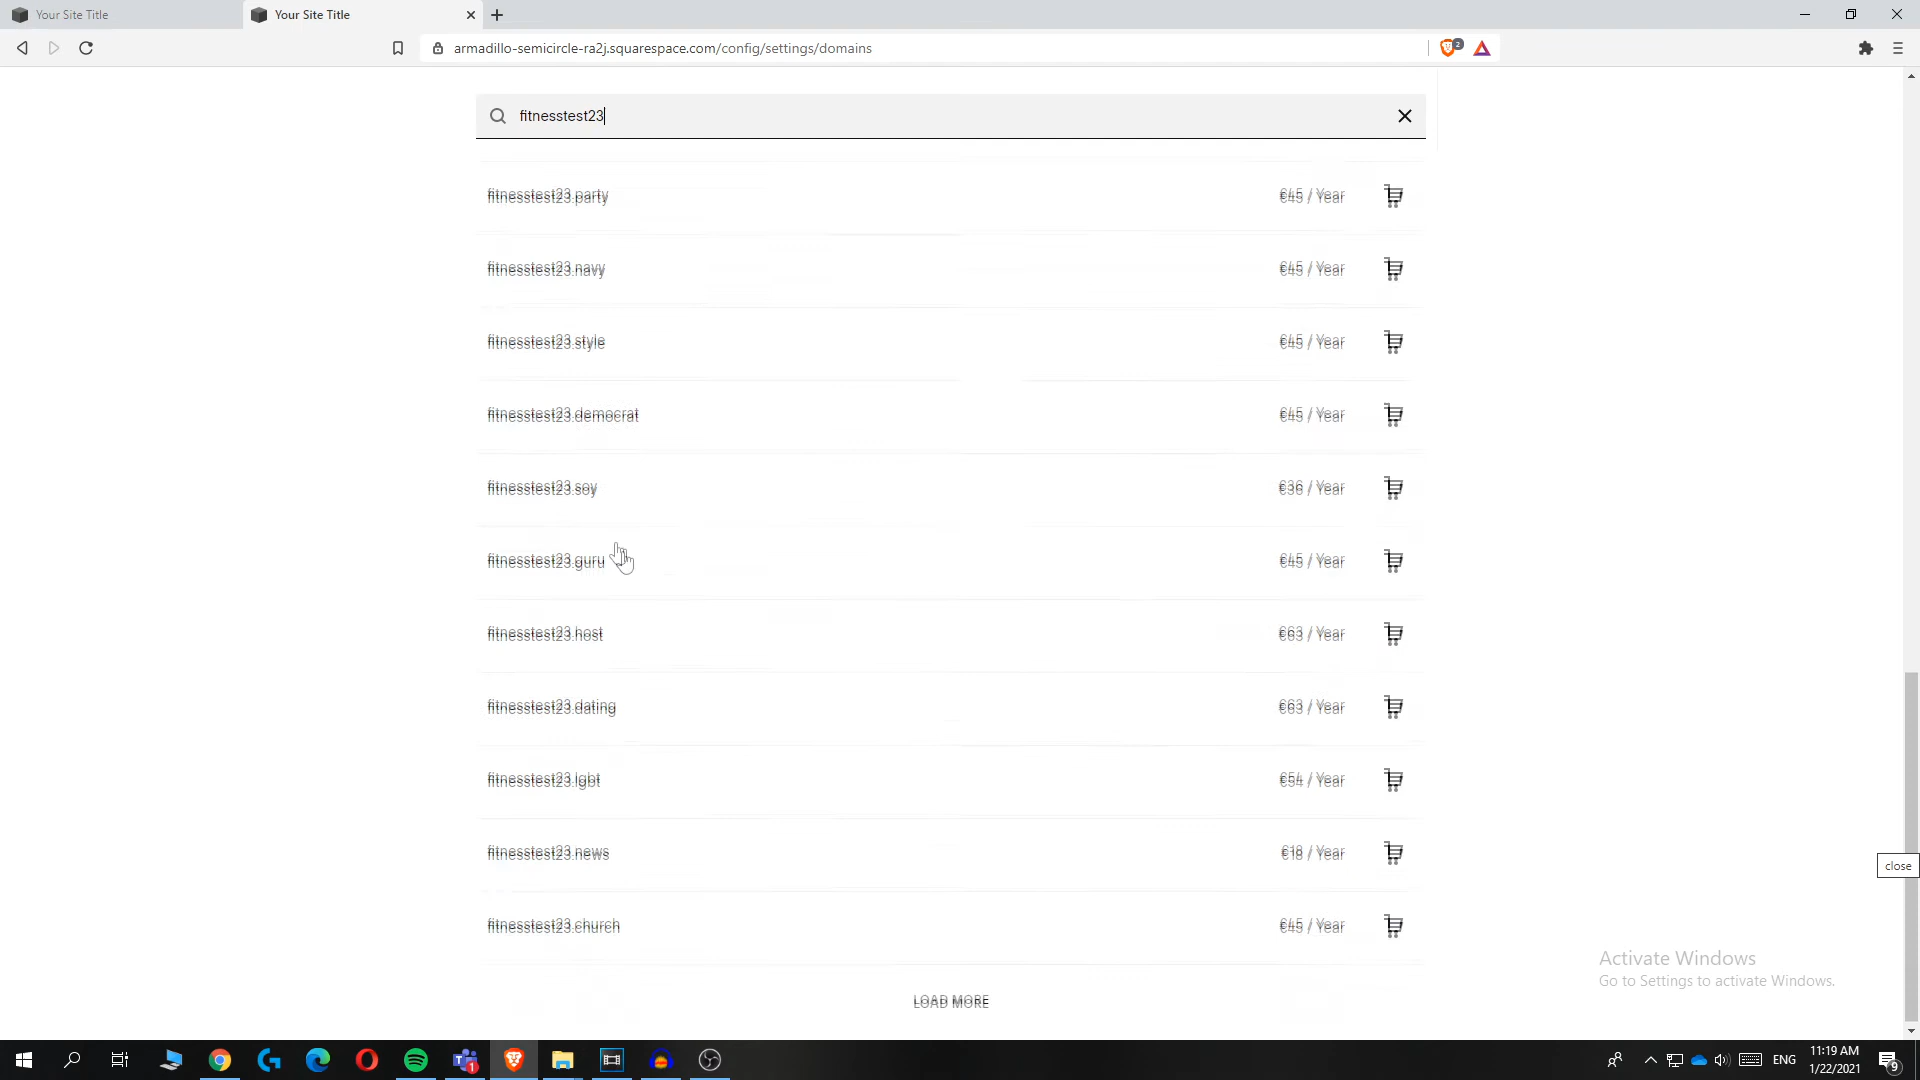 Your Site Title
Your Site Title
armadillo-semicircle-ra2j.squarespace.com/config/settings/domains
2
fitnesstest23
fitnesstest23.party €45 / Year
fitnesstest23.navy €45 / Year
fitnesstest23.style €45 / Year
fitnesstest23.democrat €45 / Year
fitnesstest23.soy €36 / Year
fitnesstest23.guru €45 / Year
fitnesstest23.host €63 / Year
fitnesstest23.dating €63 / Year
fitnesstest23.lgbt €54 / Year
fitnesstest23.news €18 / Year
close
fitnesstest23.church €45 / Year
Activate Windows
Go to Settings to activate Windows.
LOAD MORE
1
ENG
11:19 AM
1/22/2021
9